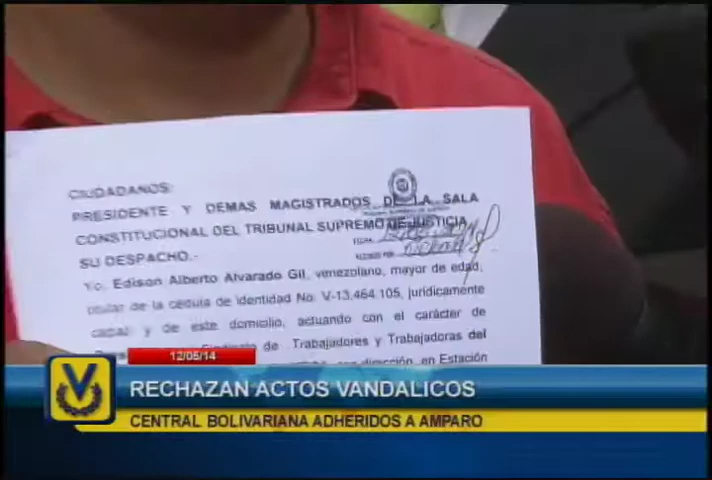 CIUDADANOS:
PRESIDENTE Y DEMAS MAGISTRADOS DE LA SALA
CONSTITUCIONAL DEL TRIBUNAL SUPREMO DE JUSTICIA
SU DESPACHO.-
FECHA
Yo, Edison Alberto Alvarado Gil, venezolano, mayor de edad,
titular de la cédula de identidad No. V-13.464.105, jurídicamente
capaz y de este domicilio, actuando con el carácter de
Sindicato de Trabajadores y Trabajadoras del
con dirección en Estación
12/05/14
V
RECHAZAN ACTOS VANDALICOS
CENTRAL BOLIVARIANA ADHERIDOS A AMPARO